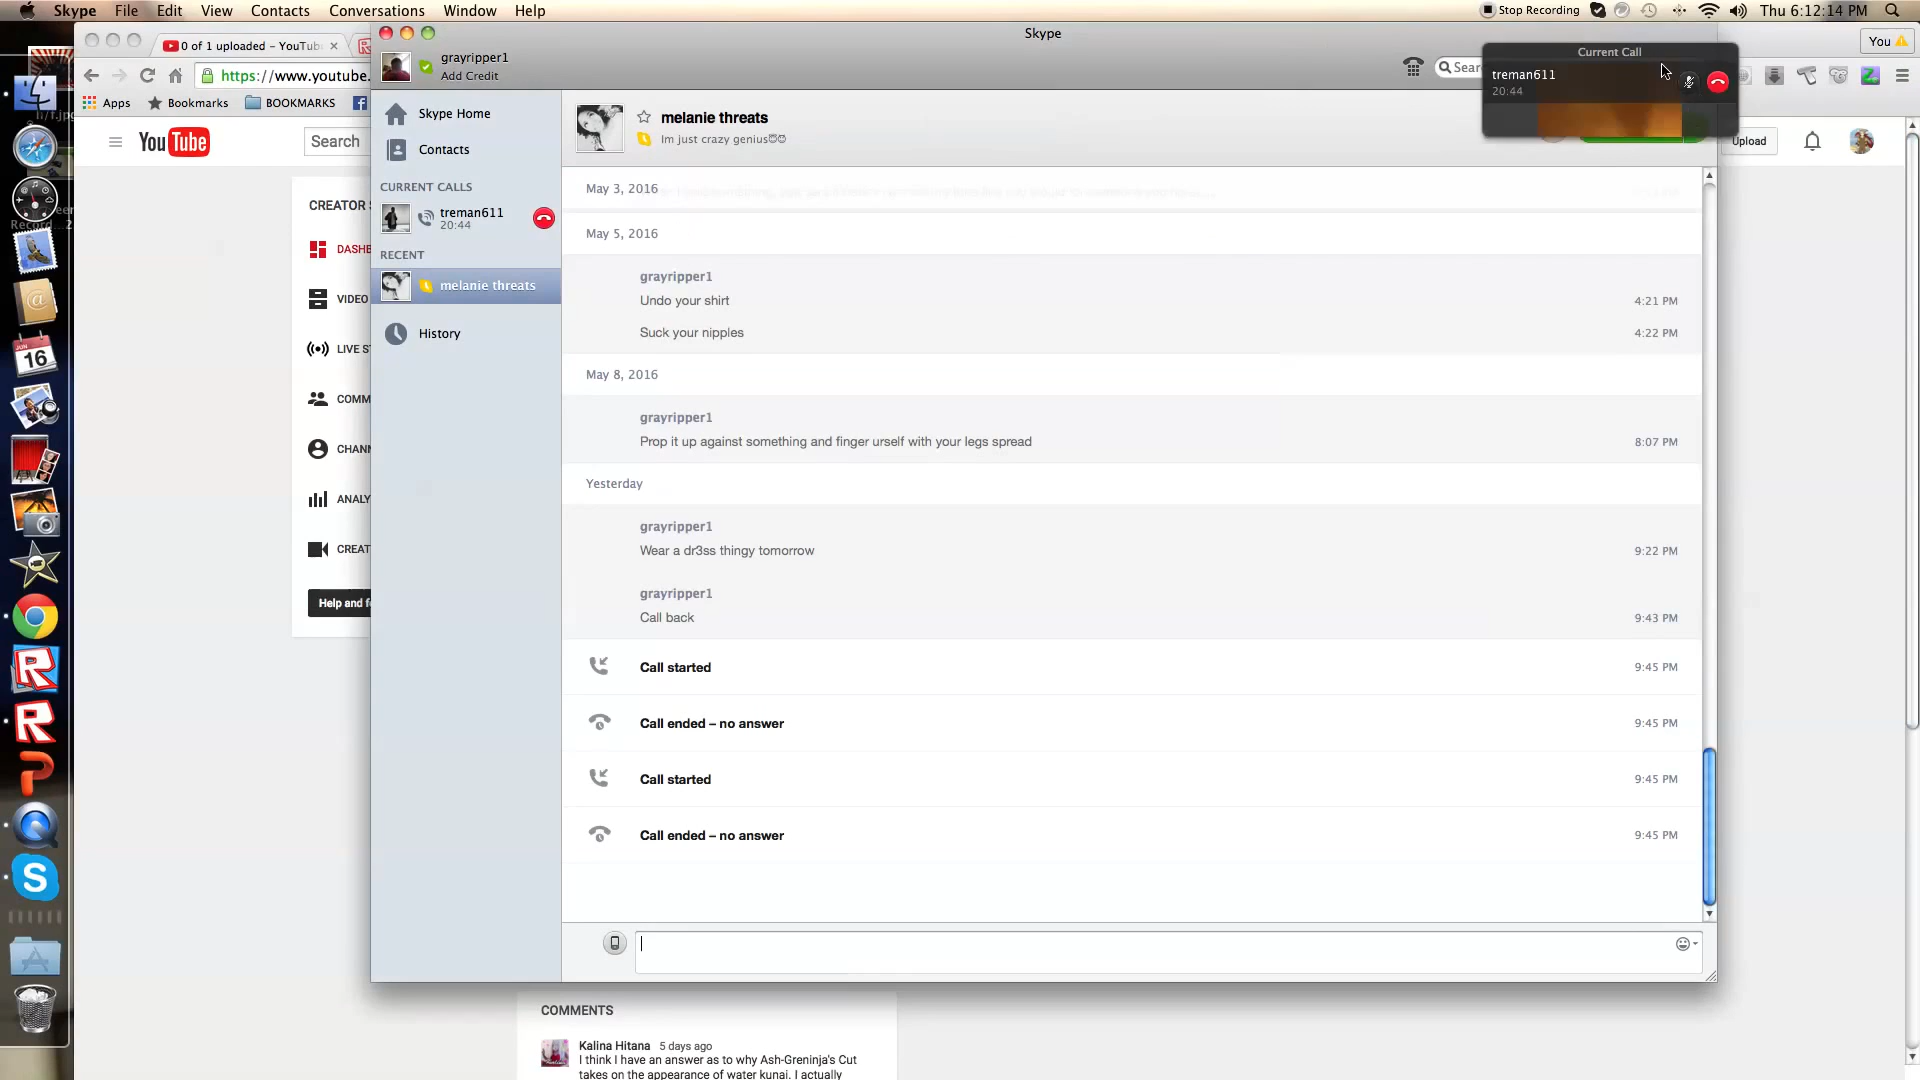 Skype File Edit View Contacts Conversations Window Help
Stop Recording
Thu 6:12:14 PM
0 of 1 uploaded – YouTu
You
Skype
grayripper1
Add Credit
https://www.youtube.
Current Call
treman611
20:44
Apps Bookmarks BOOKMARKS
YouTube
Search
Upload
Skype Home
Contacts
CURRENT CALLS
treman611
20:44
RECENT
melanie threats
History
CREATOR
DASHB
VIDEO
LIVE ST
COMM
CHANN
ANALY
CREAT
Help and fe
JUN
16
melanie threats
Im just crazy genius
May 3, 2016
May 5, 2016
grayripper1
Undo your shirt 4:21 PM
Suck your nipples 4:22 PM
May 8, 2016
grayripper1
Prop it up against something and finger urself with your legs spread 8:07 PM
Yesterday
grayripper1
Wear a dr3ss thingy tomorrow 9:22 PM
grayripper1
Call back 9:43 PM
Call started 9:45 PM
Call ended – no answer 9:45 PM
Call started 9:45 PM
Call ended – no answer 9:45 PM
COMMENTS
Kalina Hitana 5 days ago
I think I have an answer as to why Ash-Greninja's Cut
takes on the appearance of water kunai. I actually